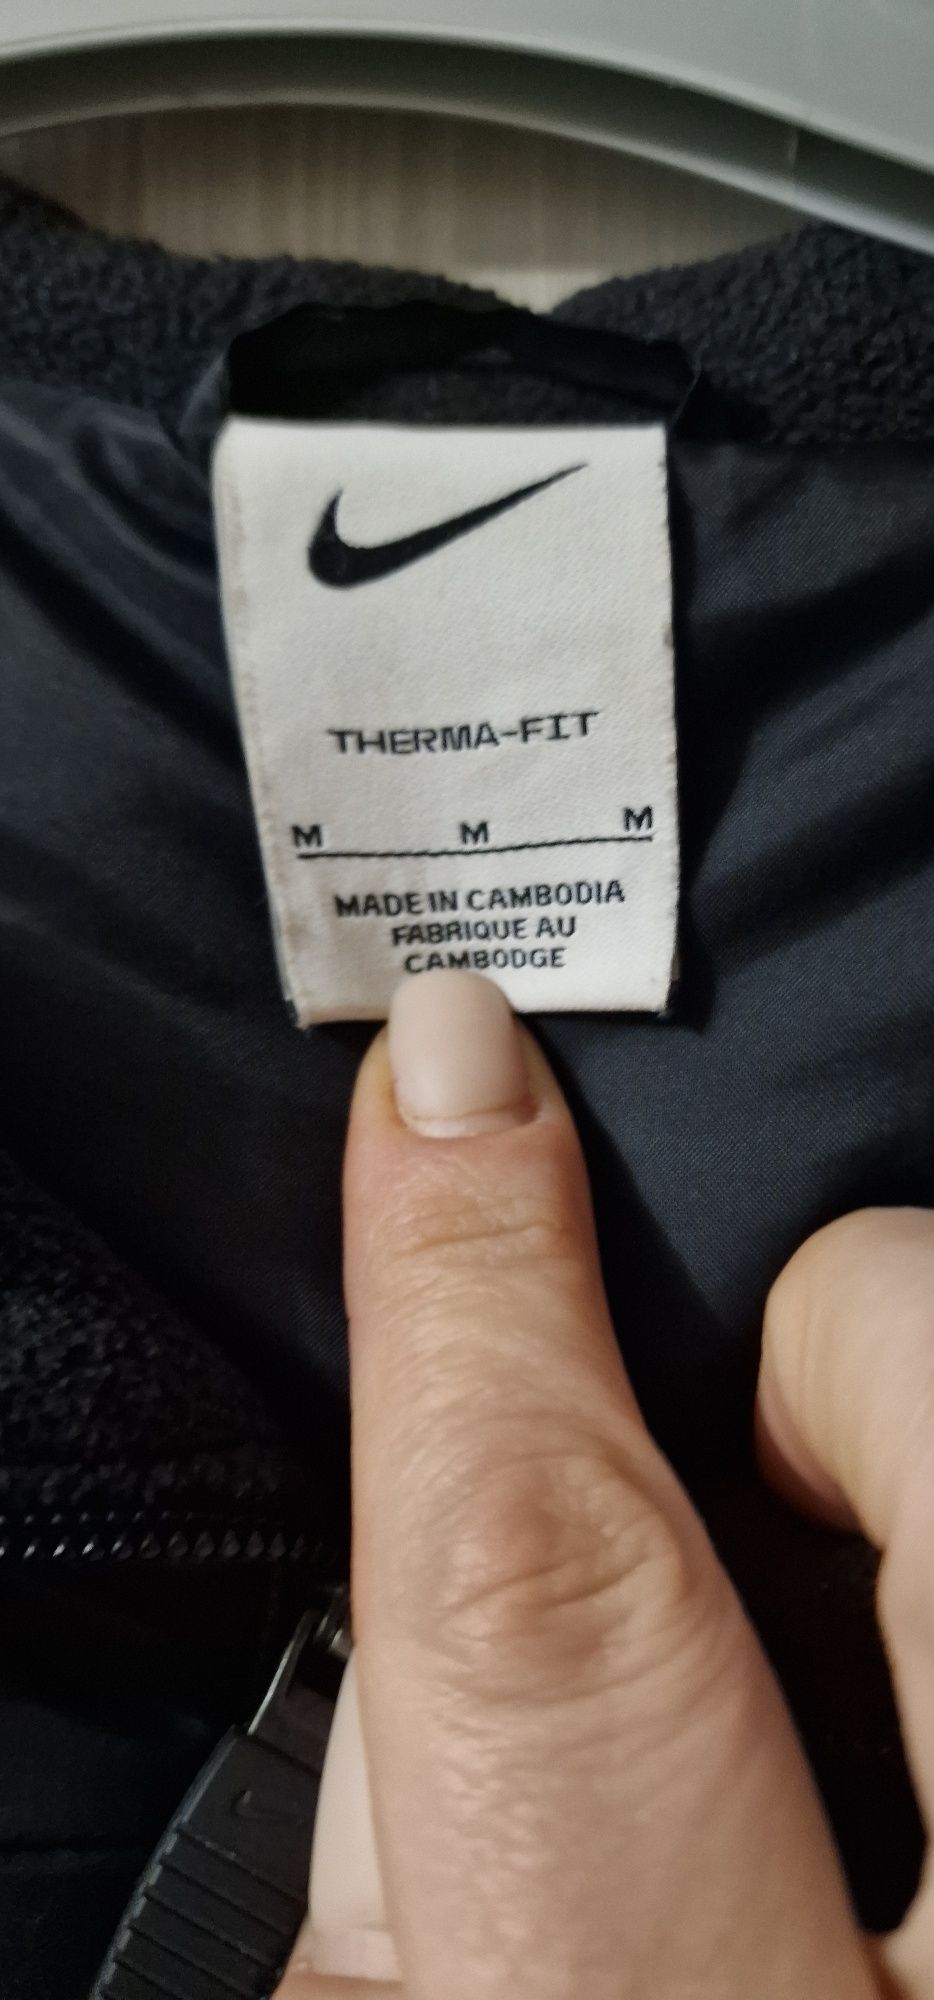 THERMA-FIT
M M M
MADE IN CAMBODIA
FABRIQUE AU
CAMBODGE